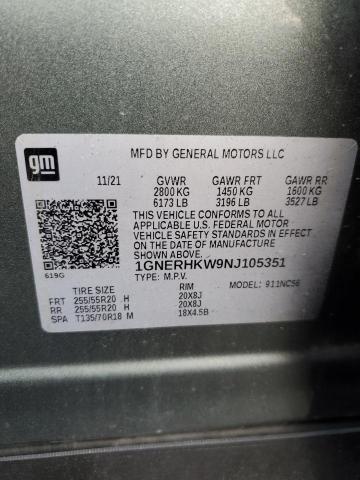 gm
MFD BY GENERAL MOTORS LLC
11/21 GVWR GAWR FRT GAWR RR
2800 KG 1450 KG 1600 KG
6173 LB 3196 LB 3527 LB
THIS VEHICLE CONFORMS TO ALL
APPLICABLE U.S. FEDERAL MOTOR
VEHICLE SAFETY STANDARDS IN
EFFECT ON THE DATE OF
MANUFACTURE SHOWN ABOVE.
1GNERHKW9NJ105351
619G TYPE: M.P.V. MODEL: 911NC56
TIRE SIZE RIM
FRT 255/55R20 H 20X8J
RR 255/55R20 H 20X8J
SPA T135/70R18 M 18X4.5B